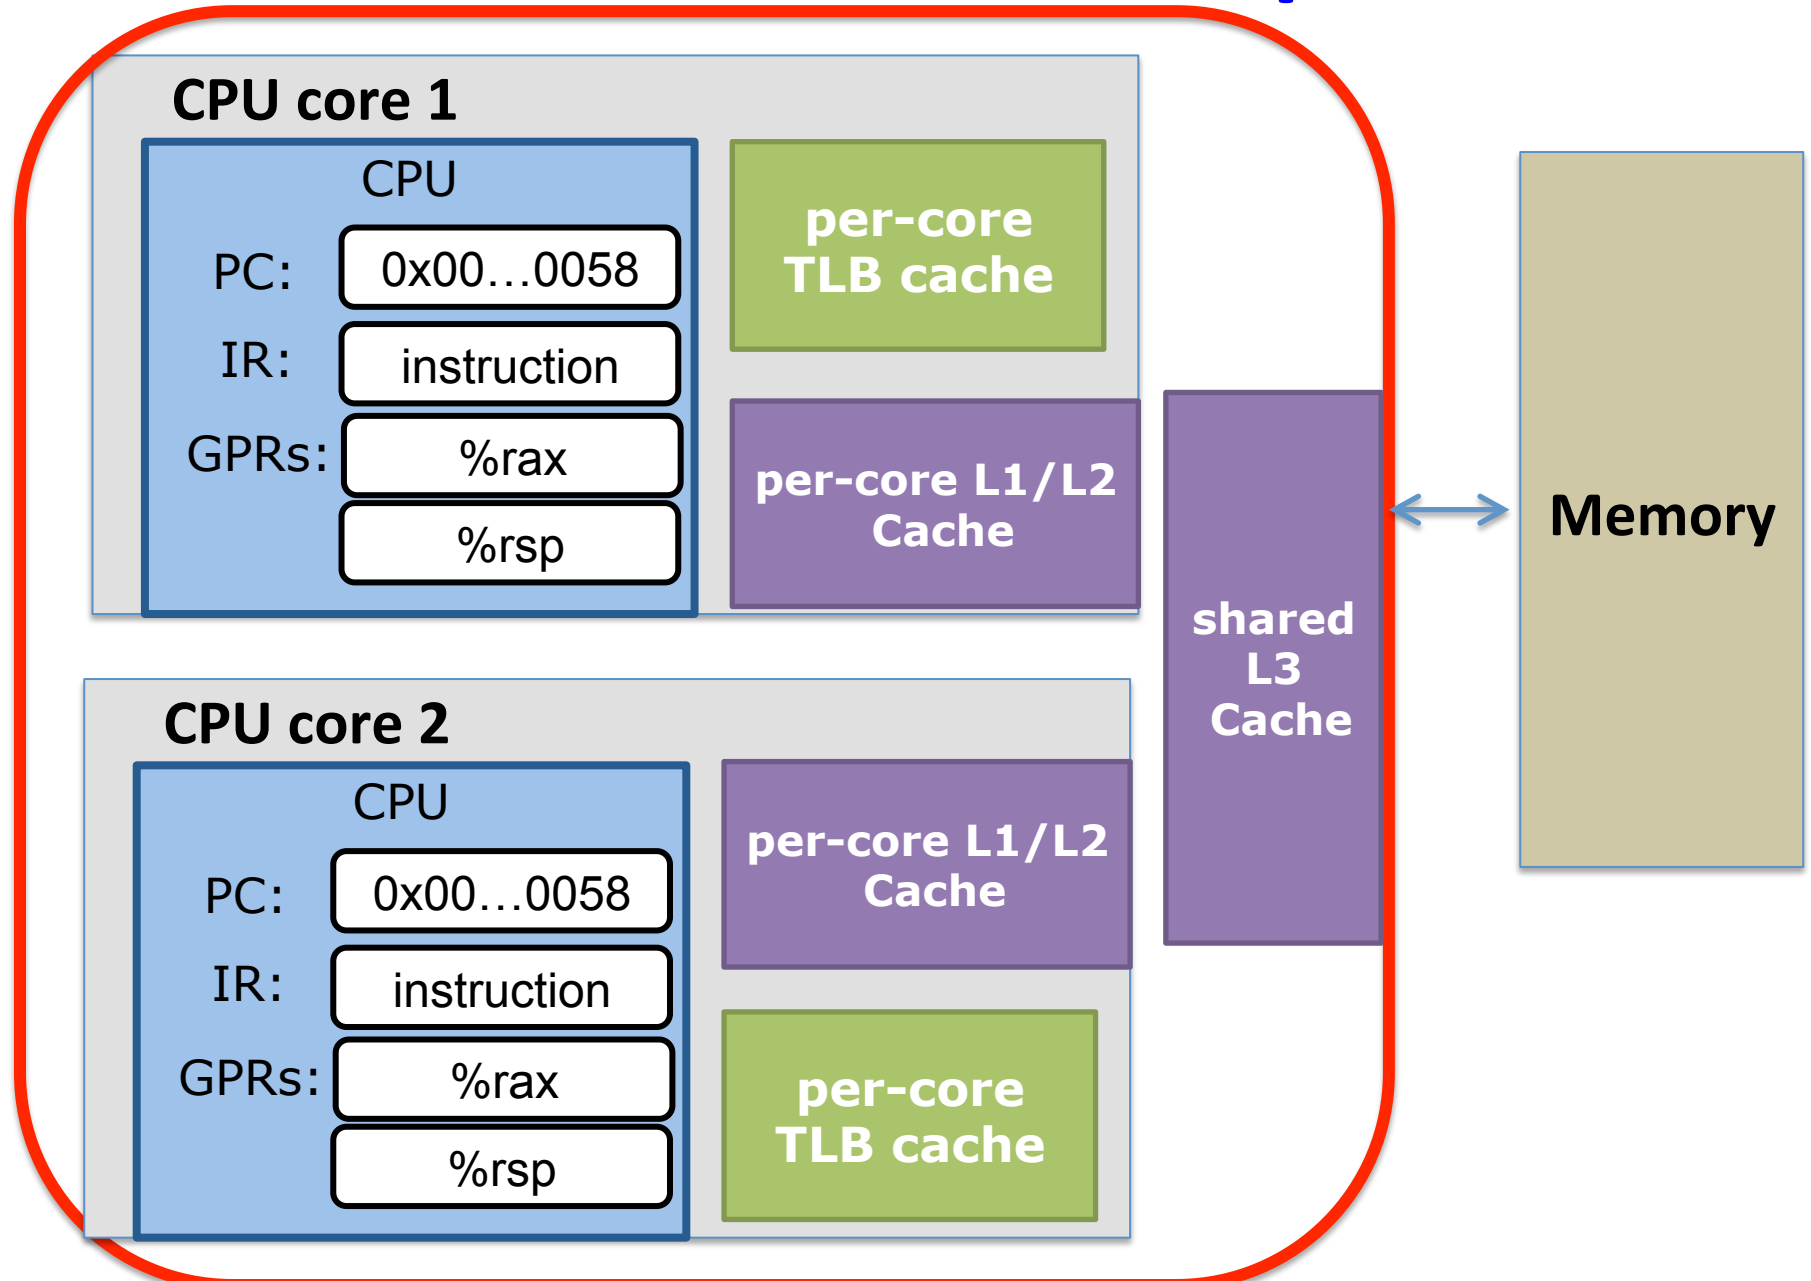 CPU core 1
CPU
PC: 0x00…0058
IR: instruction
GPRs: %rax
%rsp
per-core
TLB cache
per-core L1/L2
Cache
CPU core 2
CPU
PC: 0x00…0058
IR: instruction
GPRs: %rax
%rsp
per-core L1/L2
Cache
per-core
TLB cache
shared
L3
Cache
Memory